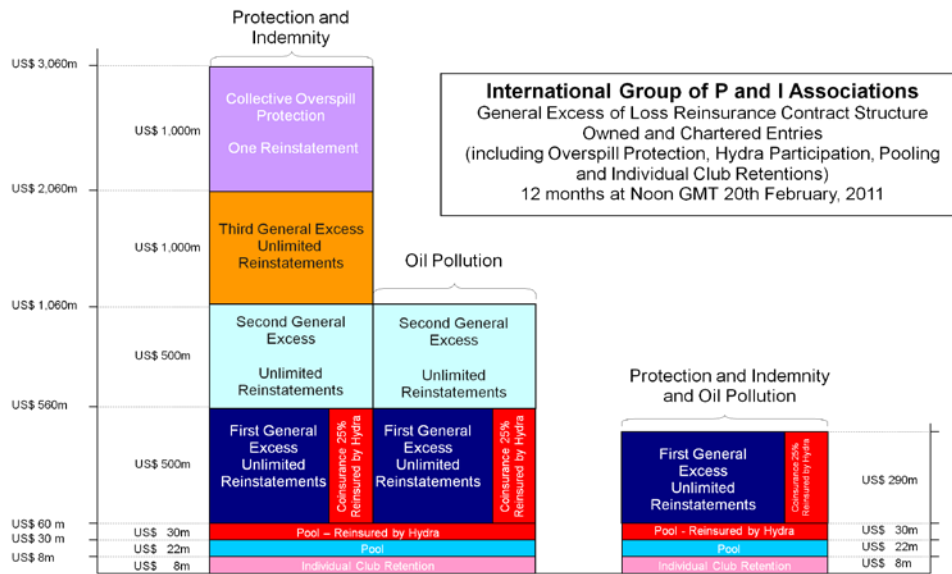 Protection and
Indemnity
US$ 3,060m
International Group of P and I Associations
General Excess of Loss Reinsurance Contract Structure
Owned and Chartered Entries
(including Overspill Protection, Hydra Participation, Pooling
and Individual Club Retentions)
12 months at Noon GMT 20th February, 2011
US$ 1,000m
Collective Overspill
Protection
One Reinstatement
US$ 2,060m
US$ 1,000m
Third General Excess
Unlimited
Reinstatements
Oil Pollution
US$ 1,060m
US$ 500m
Second General
Excess
Unlimited
Reinstatements
Second General
Excess
Unlimited
Reinstatements
US$ 560m
Protection and Indemnity
and Oil Pollution
US$ 500m
First General
Excess
Unlimited
Reinstatements
Coinsurance 25%
Reinsured by Hydra
First General
Excess
Unlimited
Reinstatements
Coinsurance 25%
Reinsured by Hydra
First General
Excess
Unlimited
Reinstatements
Coinsurance 25%
Reinsured by Hydra
US$ 290m
US$ 60 m
US$ 30m
Pool – Reinsured by Hydra
Pool - Reinsured by Hydra
US$ 30m
US$ 30 m
US$ 22m
Pool
Pool
US$ 22m
US$ 8m
US$ 8m
Individual Club Retention
Individual Club Retention
US$ 8m